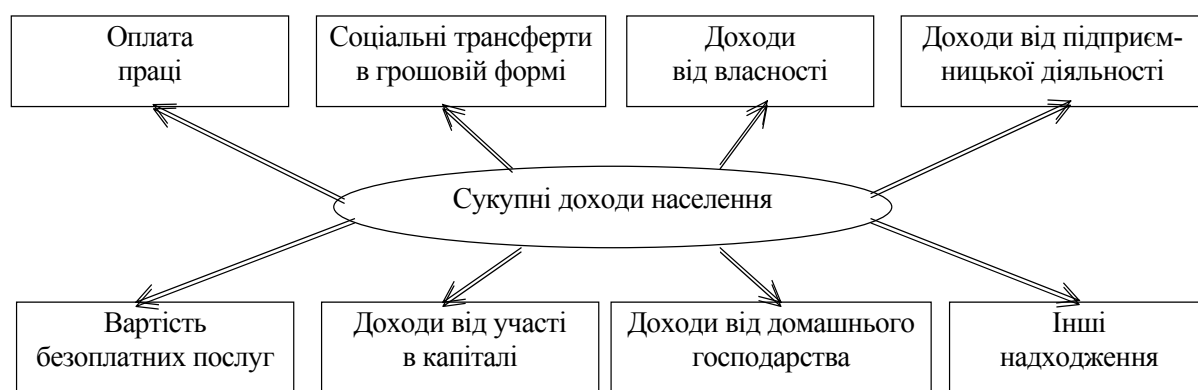 Оплата
праці
Соціальні трансферти
в грошовій формі
Доходи
від власності
Доходи від підприєм-
ницької діяльності
Сукупні доходи населення
Вартість
безоплатних послуг
Доходи від участі
в капіталі
Доходи від домашнього
господарства
Інші
надходження